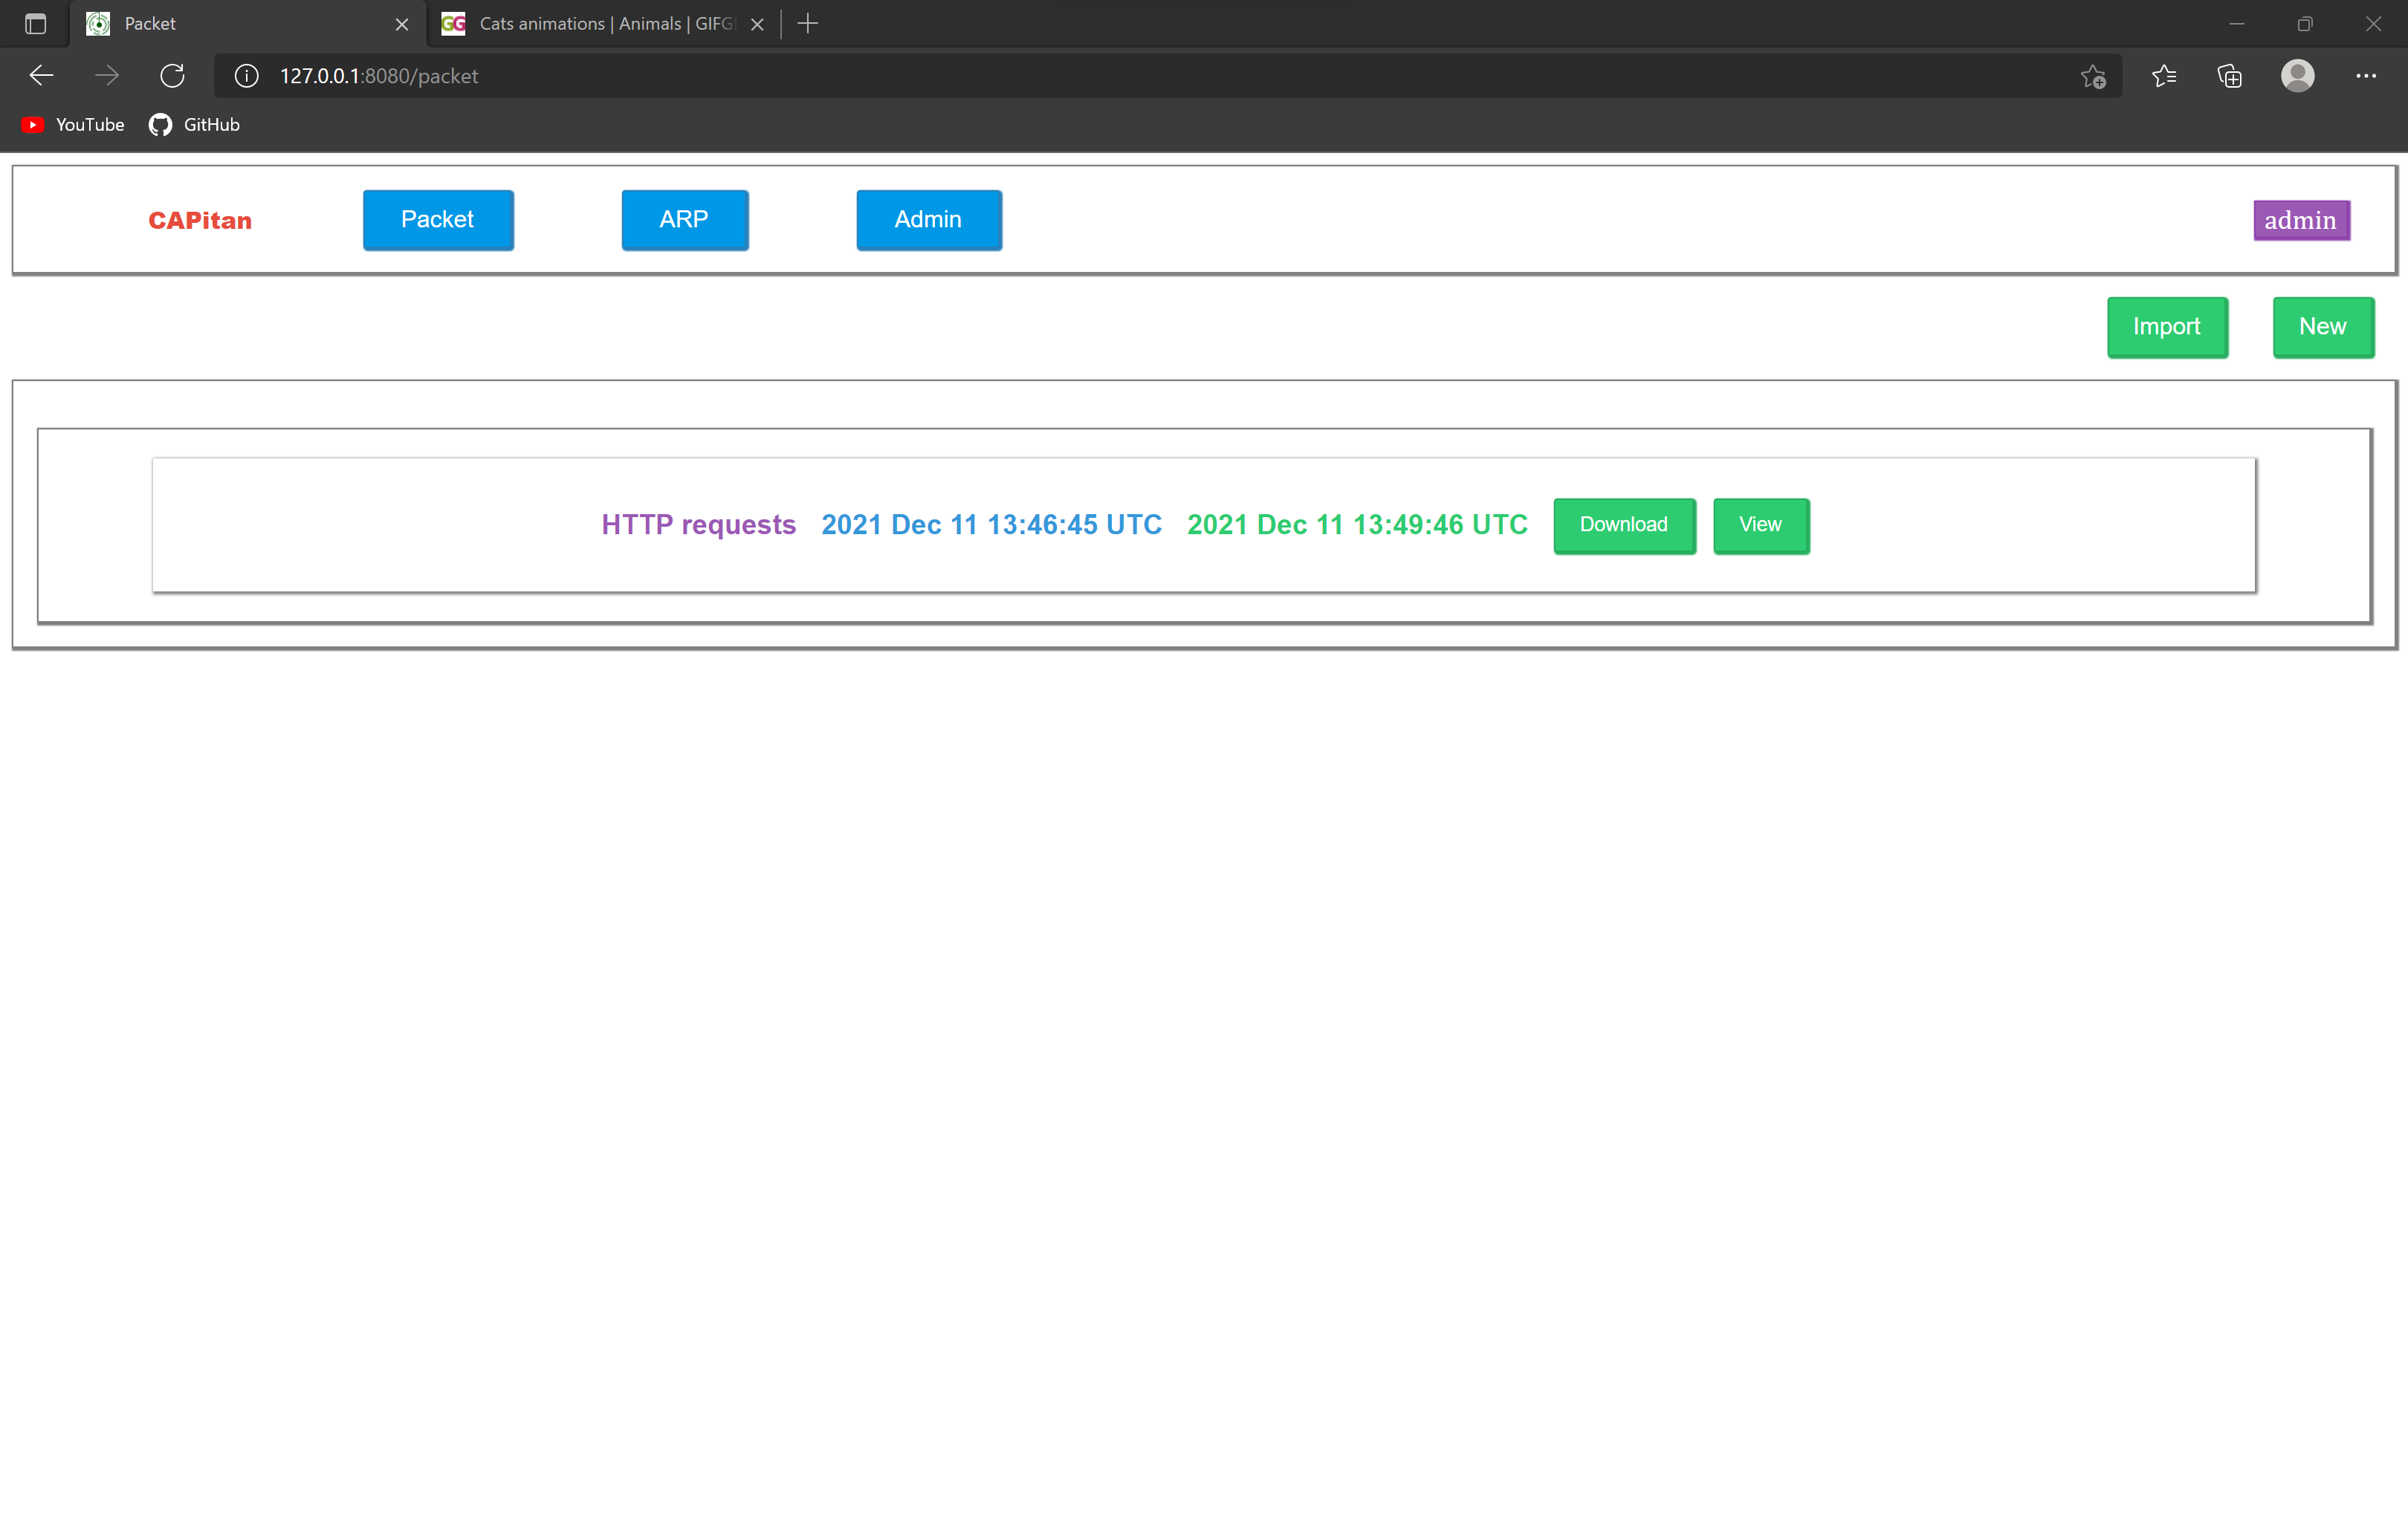 Packet
Cats animations | Animals | GIFG
127.0.0.1:8080/packet
YouTube GitHub
CAPitan Packet ARP Admin admin
Import New
HTTP requests 2021 Dec 11 13:46:45 UTC 2021 Dec 11 13:49:46 UTC Download View